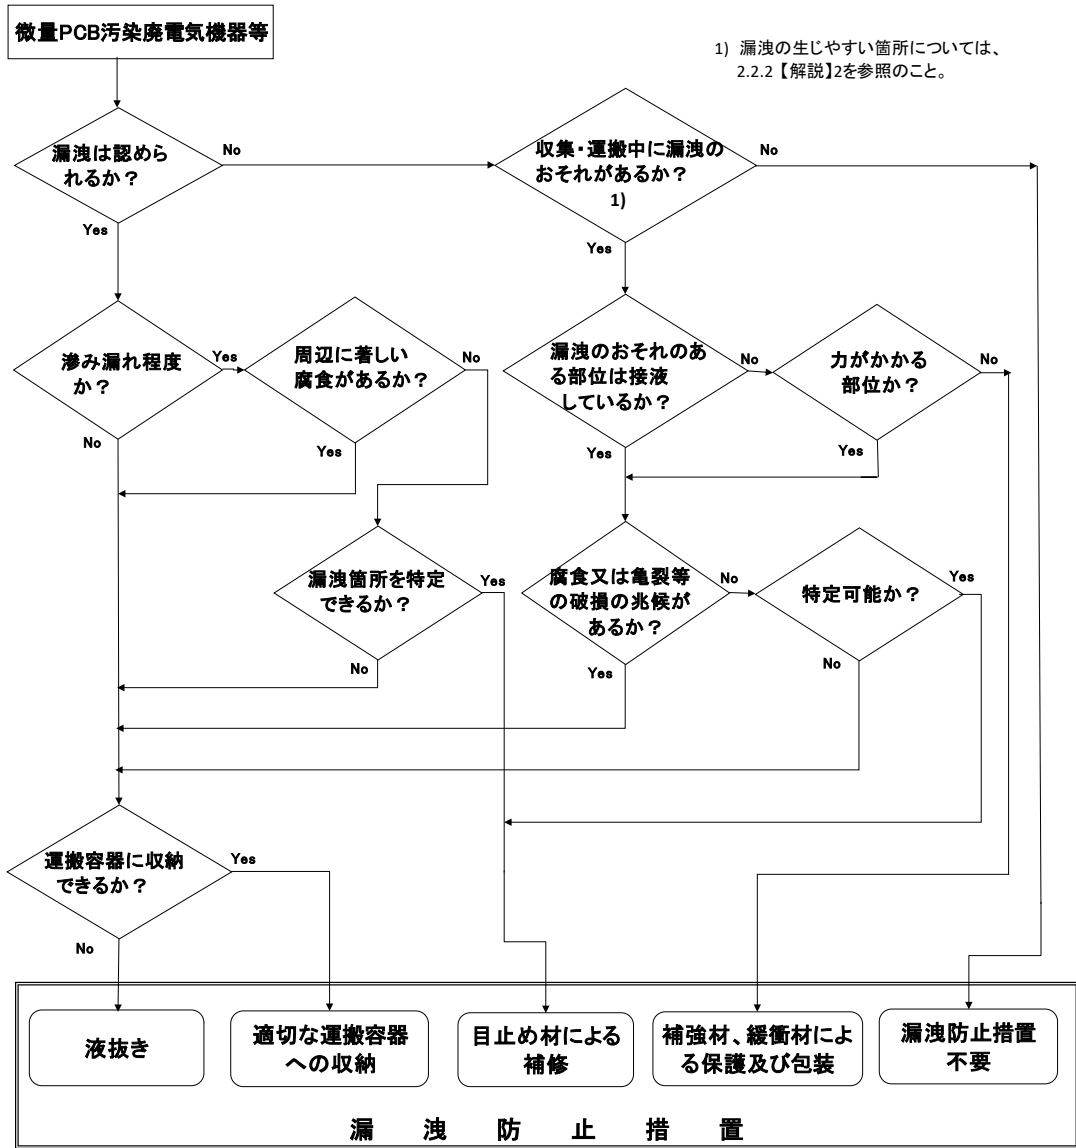 微量PCB汚染廃電気機器等
1) 漏洩の生じやすい箇所については、
2.2.2【解説】2を参照のこと。
漏洩は認めら
れるか？
No
Yes
収集・運搬中に漏洩の
おそれがあるか？
1)
No
Yes
滲み漏れ程度
か？
Yes
No
周辺に著しい
腐食があるか？
No
Yes
漏洩のおそれのあ
る部位は接液
しているか？
No
Yes
力がかかる
部位か？
No
Yes
漏洩箇所を特定
できるか？
Yes
No
腐食又は亀裂等
の破損の兆候が
あるか？
No
Yes
特定可能か？
Yes
No
運搬容器に収納
できるか？
Yes
No
液抜き
適切な運搬容器
への収納
目止め材による
補修
補強材、緩衝材によ
る保護及び包装
漏洩防止措置
不要
漏洩防止措置